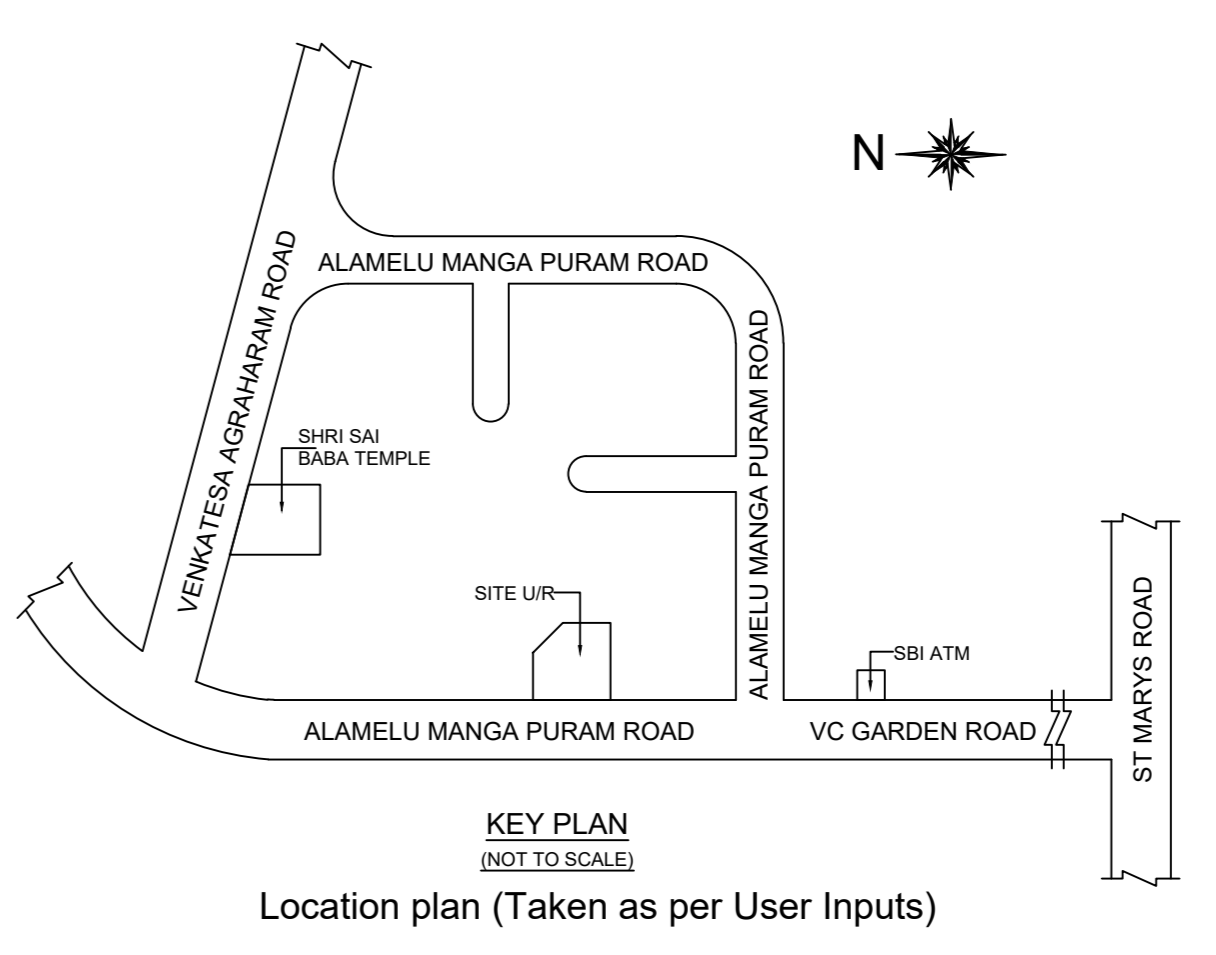 N
ALAMELU MANGA PURAM ROAD
VENKATESA AGRAHARAM ROAD
ALAMELU MANGA PURAM ROAD
SHRI SAI
BABA TEMPLE
SITE U/R
SBI ATM
ST MARYS ROAD
ALAMELU MANGA PURAM ROAD
VC GARDEN ROAD
KEY PLAN
(NOT TO SCALE)
Location plan (Taken as per User Inputs)